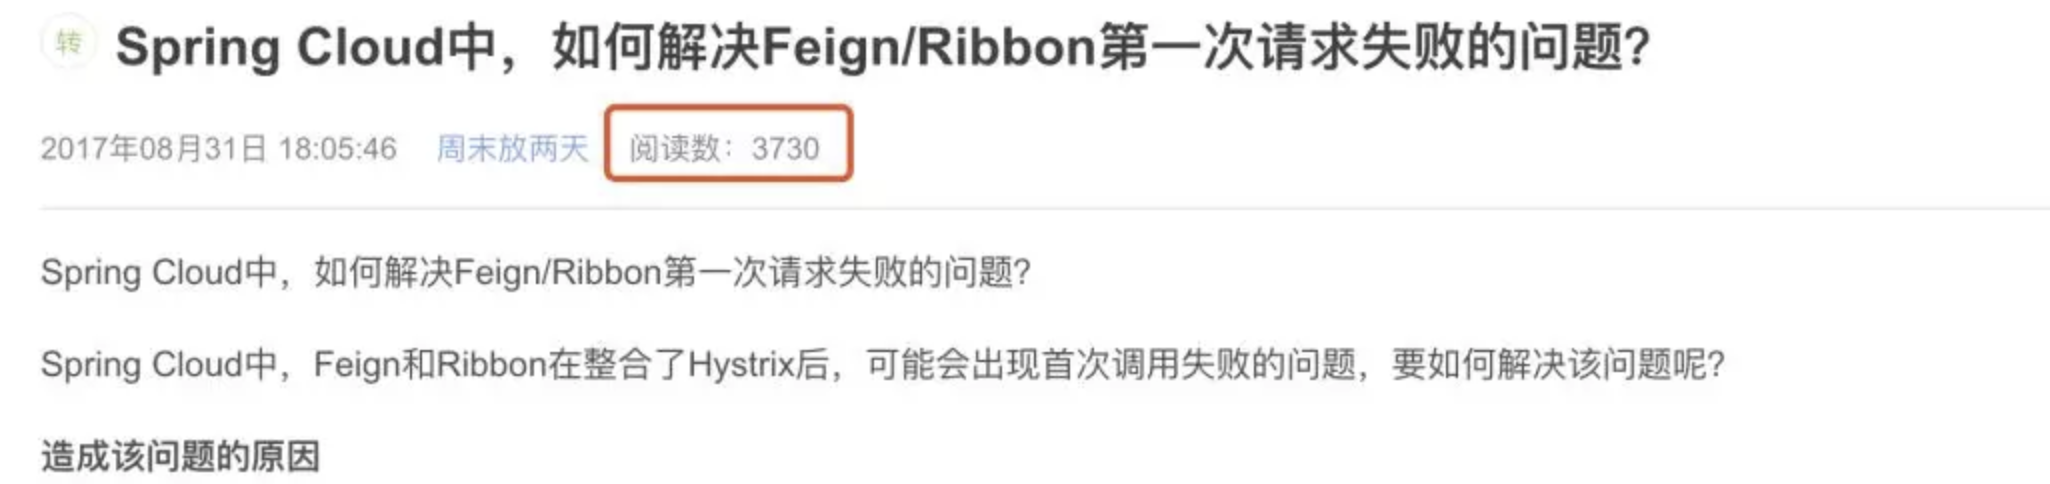 转 Spring Cloud中，如何解决Feign/Ribbon第一次请求失败的问题?
2017年08月31日 18:05:46 周末放两天 阅读数：3730
Spring Cloud中，如何解决Feign/Ribbon第一次请求失败的问题?
Spring Cloud中，Feign和Ribbon在整合了Hystrix后，可能会出现首次调用失败的问题，要如何解决该问题呢?
造成该问题的原因